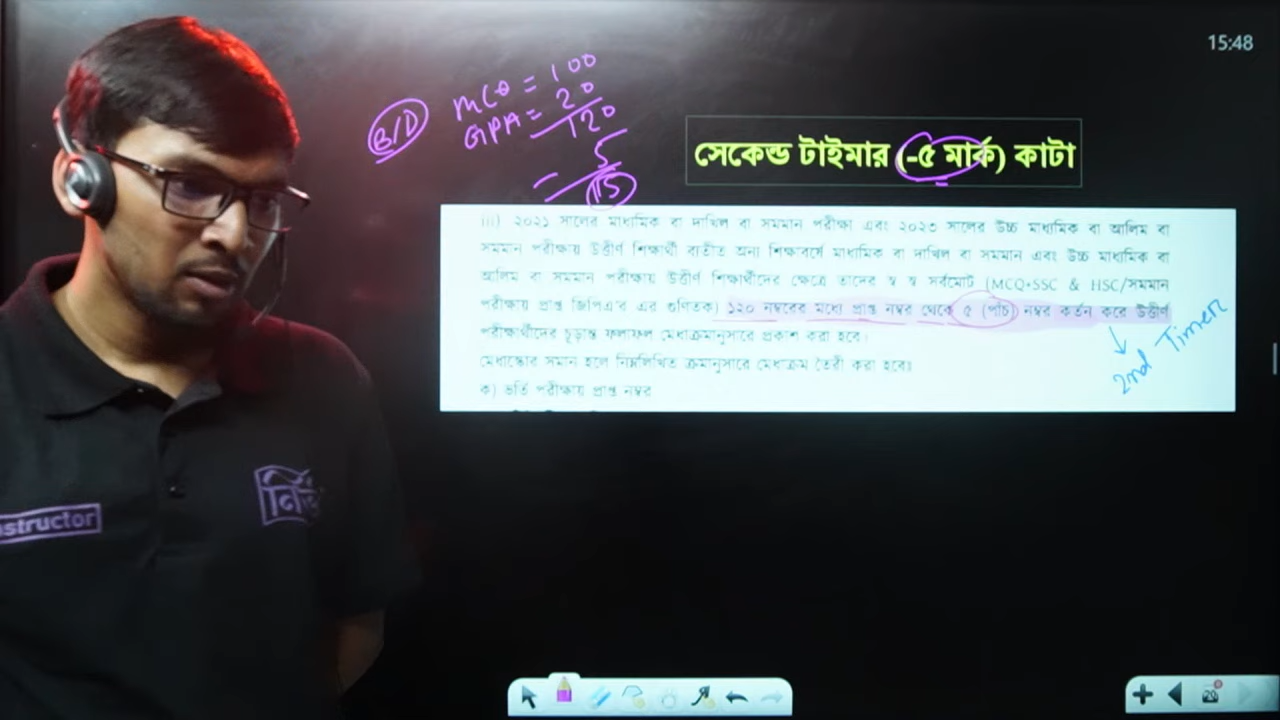 15:48
B/D
MCQ = 100
GPA = 20
120
- 5
115
সেকেন্ড টাইমার (-৫ মার্ক) কাটা
iii) ২০২১ সালের মাধ্যমিক বা দাখিল বা সমমান পরীক্ষা এবং ২০২৩ সালের উচ্চ মাধ্যমিক বা আলিম বা
সমমান পরীক্ষায় উত্তীর্ণ শিক্ষার্থী ব্যতীত অন্য শিক্ষাবর্ষে মাধ্যমিক বা দাখিল বা সমমান এবং উচ্চ মাধ্যমিক বা
আলিম বা সমমান পরীক্ষায় উত্তীর্ণ শিক্ষার্থীদের ক্ষেত্রে তাদের স্ব স্ব সর্বমোট (MCQ+SSC & HSC/সমমান
পরীক্ষায় প্রাপ্ত জিপিএ'র এর গুণিতক) ১২০ নম্বরের মধ্যে প্রাপ্ত নম্বর থেকে ৫ (পাঁচ) নম্বর কর্তন করে উত্তীর্ণ
পরীক্ষার্থীদের চূড়ান্ত ফলাফল মেধাক্রমানুসারে প্রকাশ করা হবে।
2nd Timer
মেধাস্কোর সমান হলে নিম্নলিখিত ক্রমানুসারে মেধাক্রম তৈরী করা হবেঃ
ক) ভর্তি পরীক্ষায় প্রাপ্ত নম্বর
nstructor